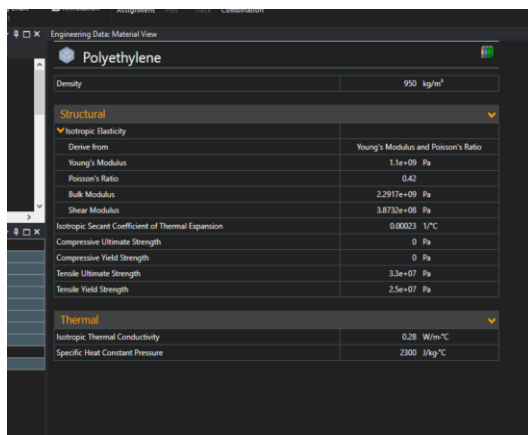 Assignment Plot Trace Combination
Engineering Data: Material View
Polyethylene
Density 950 kg/m³
Structural
Isotropic Elasticity
Derive from Young's Modulus and Poisson's Ratio
Young's Modulus 1.1e+09 Pa
Poisson's Ratio 0.42
Bulk Modulus 2.2917e+09 Pa
Shear Modulus 3.8732e+08 Pa
Isotropic Secant Coefficient of Thermal Expansion 0.00023 1/°C
Compressive Ultimate Strength 0 Pa
Compressive Yield Strength 0 Pa
Tensile Ultimate Strength 3.3e+07 Pa
Tensile Yield Strength 2.5e+07 Pa
Thermal
Isotropic Thermal Conductivity 0.28 W/m·°C
Specific Heat Constant Pressure 2300 J/kg·°C